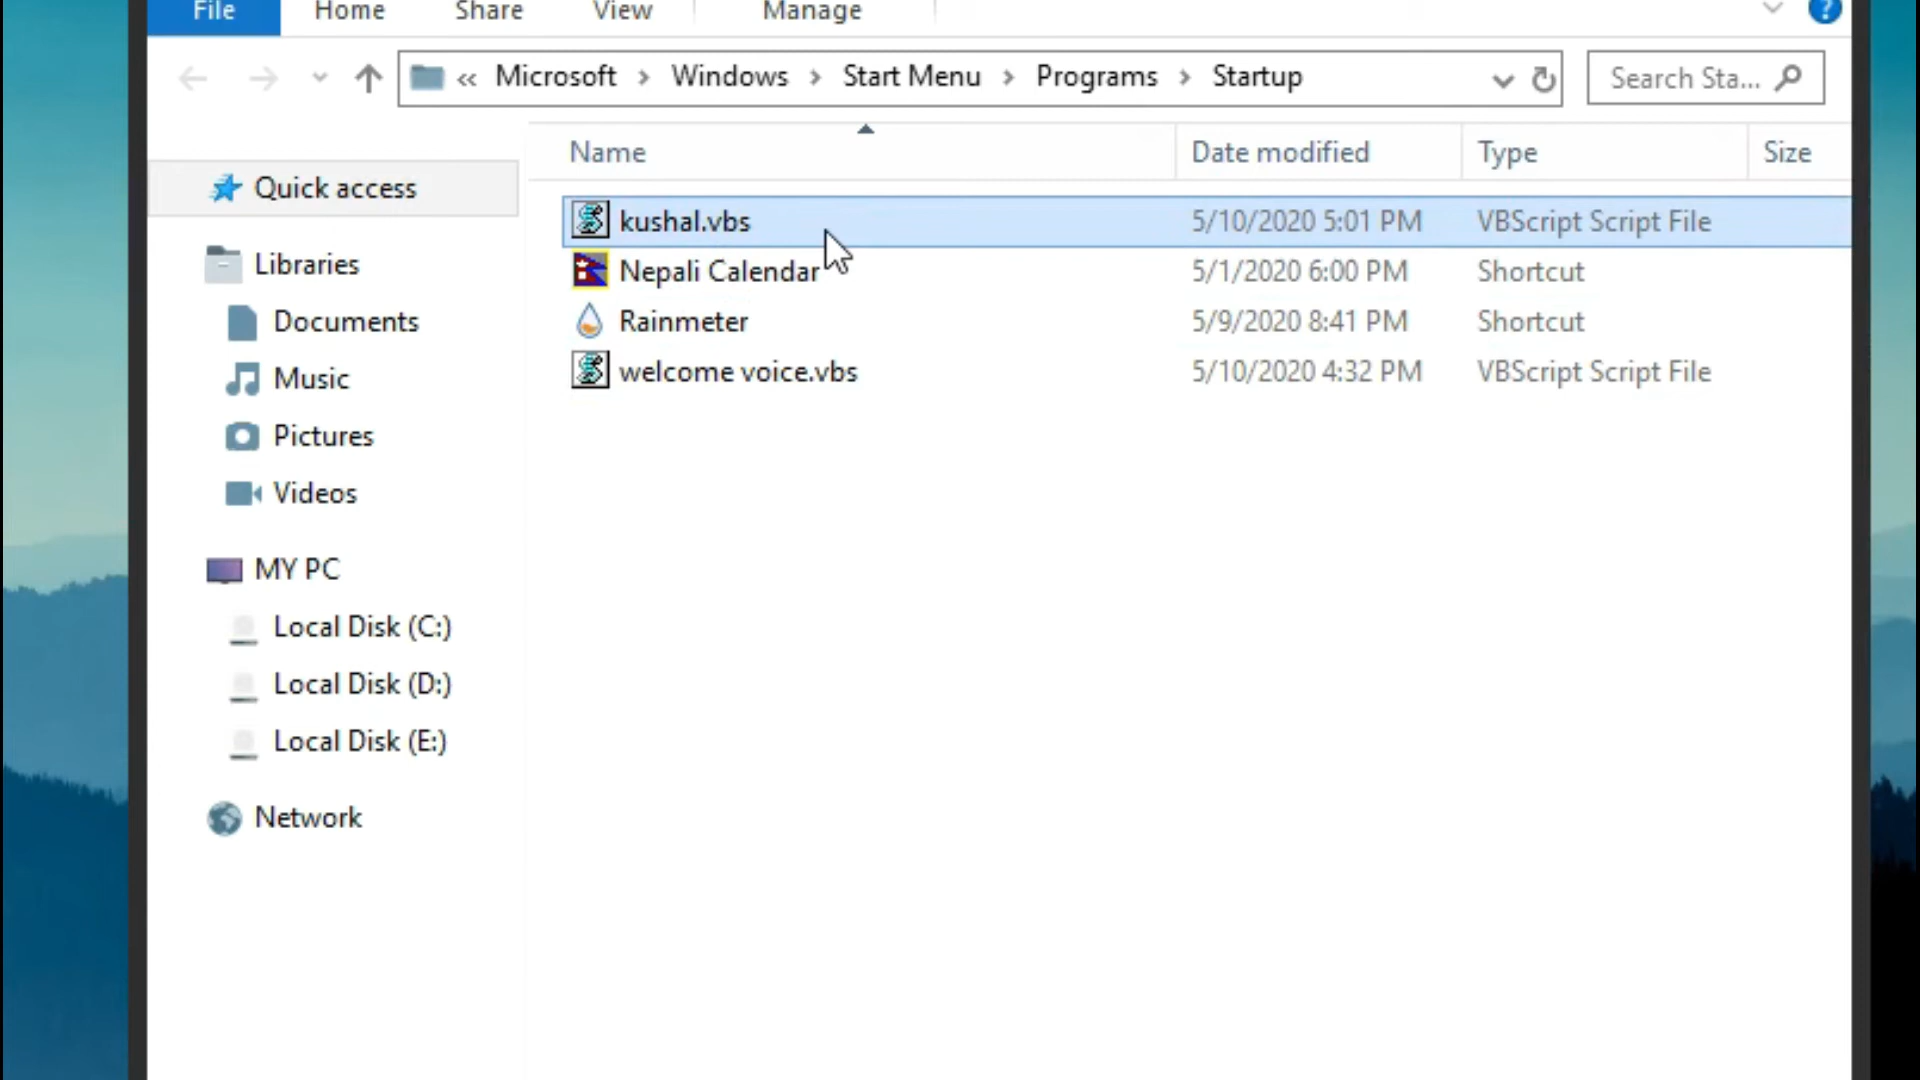 File Home Share View Manage ?
« Microsoft > Windows > Start Menu > Programs > Startup Search Sta...
Name Date modified Type Size
Quick access
Libraries
Documents
Music
Pictures
Videos
MY PC
Local Disk (C:)
Local Disk (D:)
Local Disk (E:)
Network
kushal.vbs 5/10/2020 5:01 PM VBScript Script File
Nepali Calendar 5/1/2020 6:00 PM Shortcut
Rainmeter 5/9/2020 8:41 PM Shortcut
welcome voice.vbs 5/10/2020 4:32 PM VBScript Script File